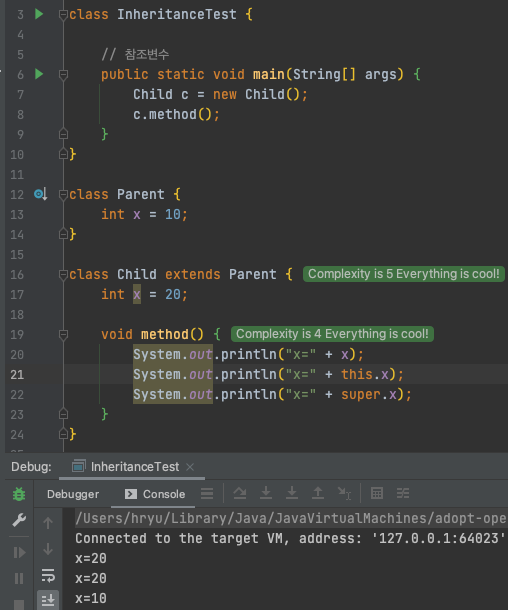 3 class InheritanceTest {
4
5 // 참조변수
6 public static void main(String[] args) {
7 Child c = new Child();
8 c.method();
9 }
10 }
11
12 class Parent {
13 int x = 10;
14 }
15
16 class Child extends Parent { Complexity is 5 Everything is cool!
17 int x = 20;
18
19 void method() { Complexity is 4 Everything is cool!
20 System.out.println("x=" + x);
21 System.out.println("x=" + this.x);
22 System.out.println("x=" + super.x);
23 }
24 }
Debug: InheritanceTest ×
Debugger Console
/Users/hryu/Library/Java/JavaVirtualMachines/adopt-ope
Connected to the target VM, address: '127.0.0.1:64023'
x=20
x=20
x=10